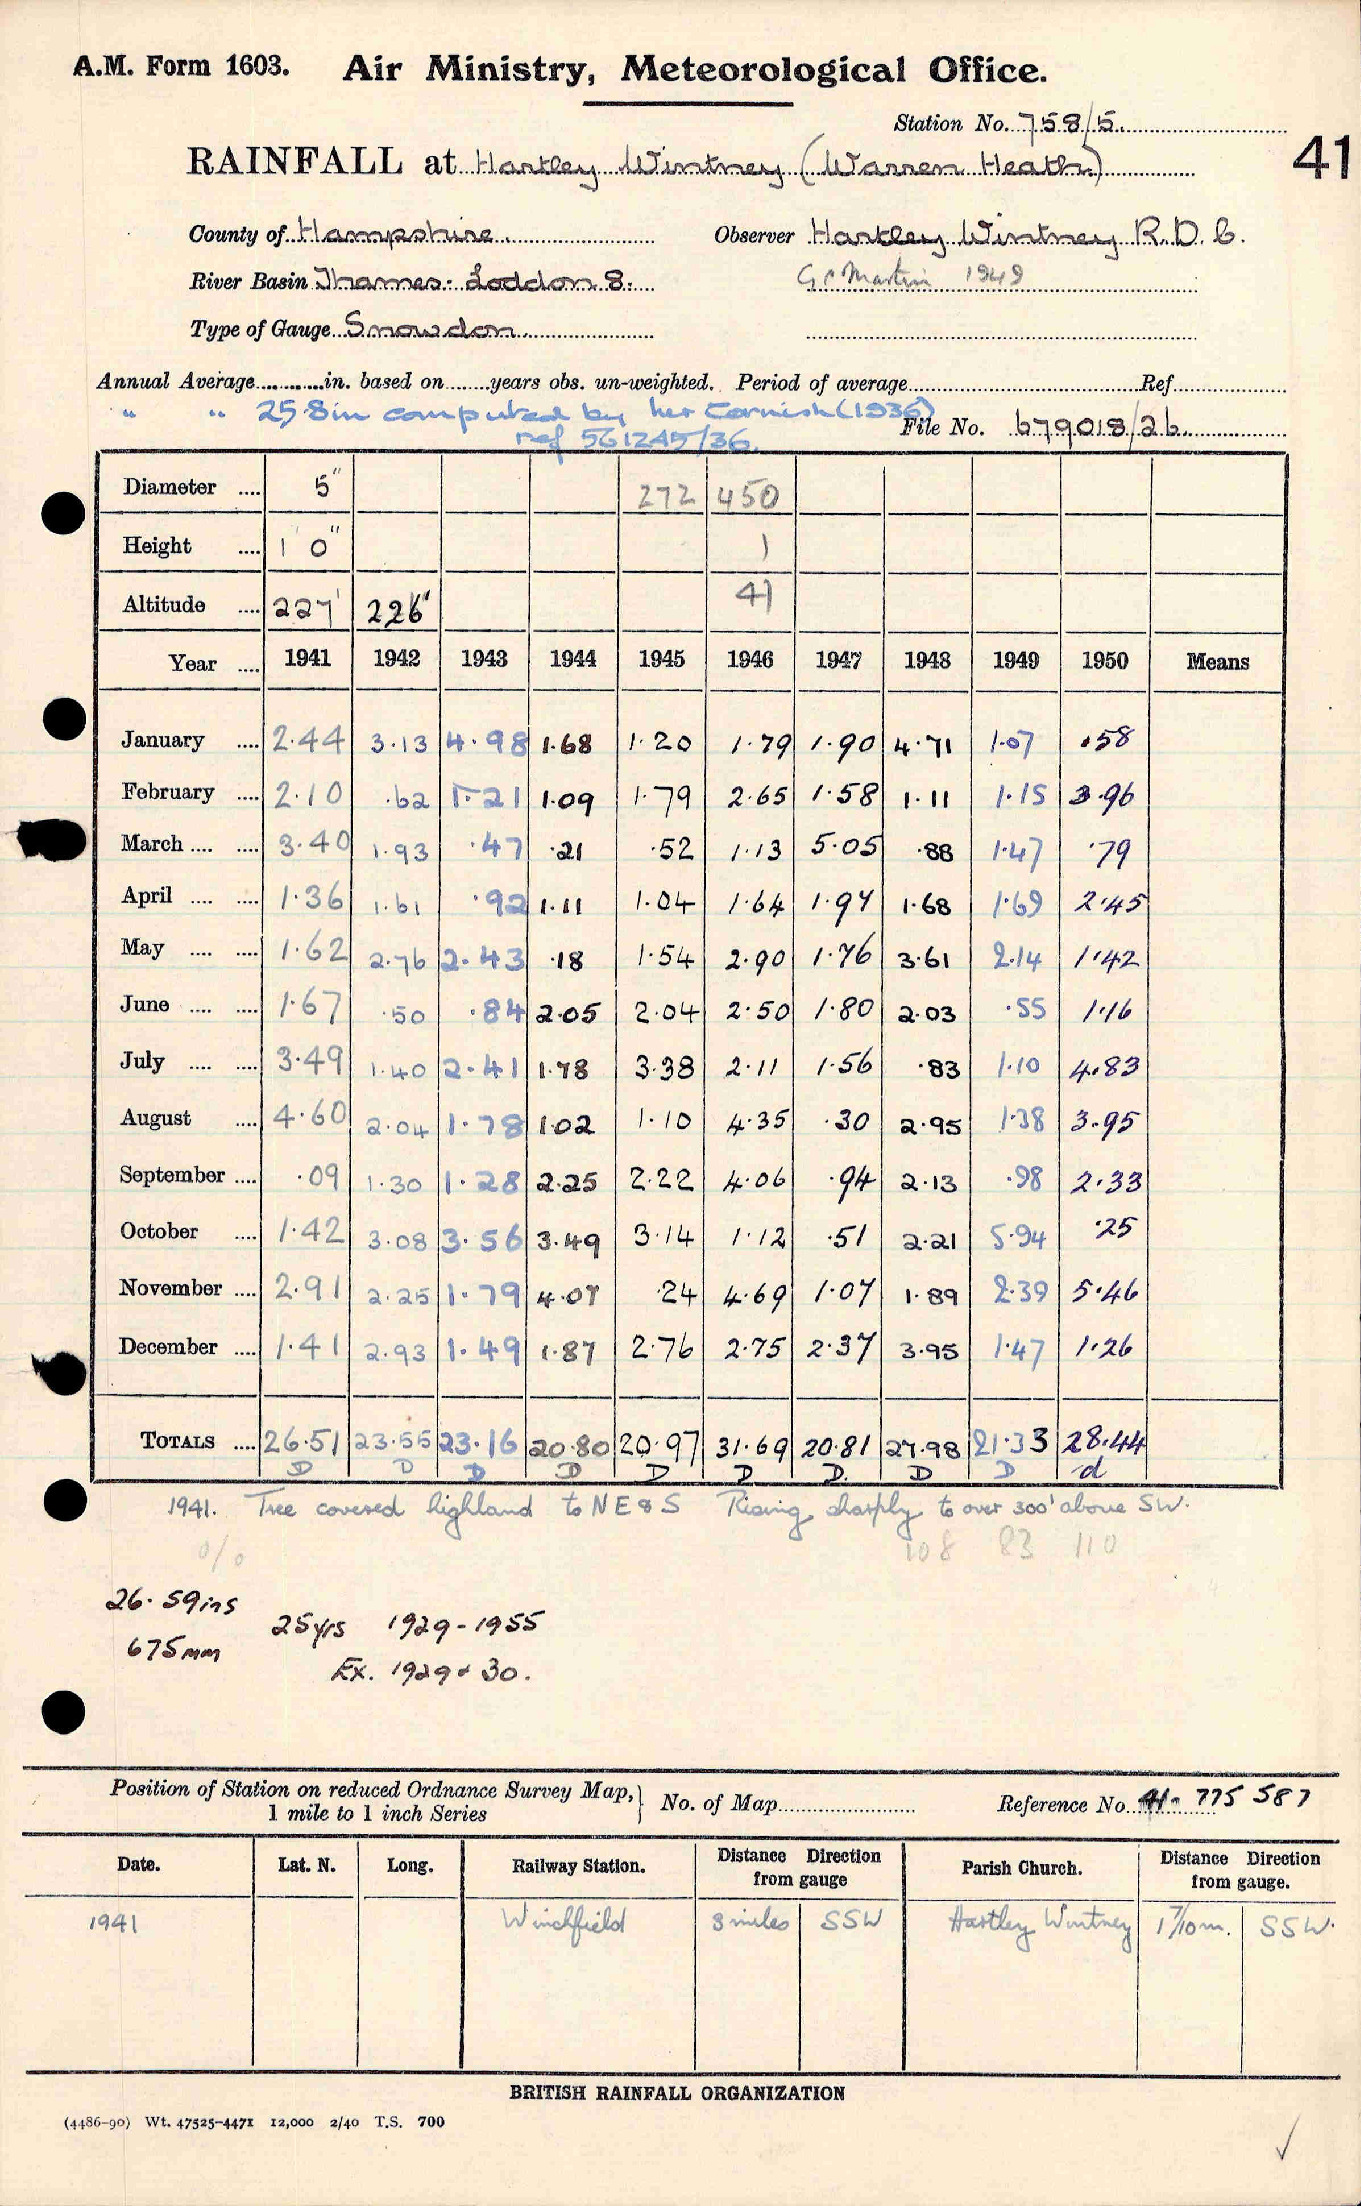 A.M. Form 1603. Air Ministry, Meteorological Office.
Station No. 758/5.
41
RAINFALL at Hartley Wintney (Warren Heath)
County of Hampshire. Observer Hartley Wintney R.D.C.
River Basin Thames. Loddon 8. G. P. Martin 1949
Type of Gauge Snowdon
Annual Average in. based on years obs. un-weighted. Period of average Ref
" " 25.8in computed by her Cornish (1936)
File No. 679018/26
ref 561245/36
Diameter .... 5" 272 450
Height .... 1 0" 1
Altitude .... 227' 226' 41
Year .... 1941 1942 1943 1944 1945 1946 1947 1948 1949 1950 Means
January .... 2.44 3.13 4.98 1.68 1.20 1.79 1.90 4.71 1.07 .58
February .... 2.10 .62 1.21 1.09 1.79 2.65 1.58 1.11 1.15 3.96
March .... .... 3.40 1.93 .47 .21 .52 1.13 5.05 .88 1.47 .79
April .... .... 1.36 1.61 .92 1.11 1.04 1.64 1.97 1.68 1.69 2.45
May .... .... 1.62 2.76 2.43 .18 1.54 2.90 1.76 3.61 2.14 1.42
June .... .... 1.67 .50 .84 2.05 2.04 2.50 1.80 2.03 .55 1.16
July .... .... 3.49 1.40 2.41 1.78 3.38 2.11 1.56 .83 1.10 4.83
August .... 4.60 2.04 1.78 1.02 1.10 4.35 .30 2.95 1.38 3.95
September .... .09 1.30 1.28 2.25 2.22 4.06 .94 2.13 .98 2.33
October .... 1.42 3.08 3.56 3.49 3.14 1.12 .51 2.21 5.94 .25
November .... 2.91 2.25 1.79 4.07 .24 4.69 1.07 1.89 2.39 5.46
December .... 1.41 2.93 1.49 1.87 2.76 2.75 2.37 3.95 1.47 1.26
TOTALS .... 26.51 23.55 23.16 20.80 20.97 31.69 20.81 27.98 21.33 28.44
D D D D D D D. D D d
1941. Tree covered highland to NE & S Rising sharply to over 300' above SW.
% 108 83 110
26.59ins
25yrs 1929-1955
675mm
Ex. 1929 + 30.
Position of Station on reduced Ordnance Survey Map, 1 mile to 1 inch Series} No. of Map Reference No. 41- 775 587
Date. Lat. N. Long. Railway Station. Distance Direction from gauge Parish Church. Distance Direction from gauge.
1941 Winchfield 3 miles SSW Hartley Wintney 1 7/10 m. SSW.
BRITISH RAINFALL ORGANIZATION
(4486-90) Wt. 47525-4471 12,000 2/40 T.S. 700